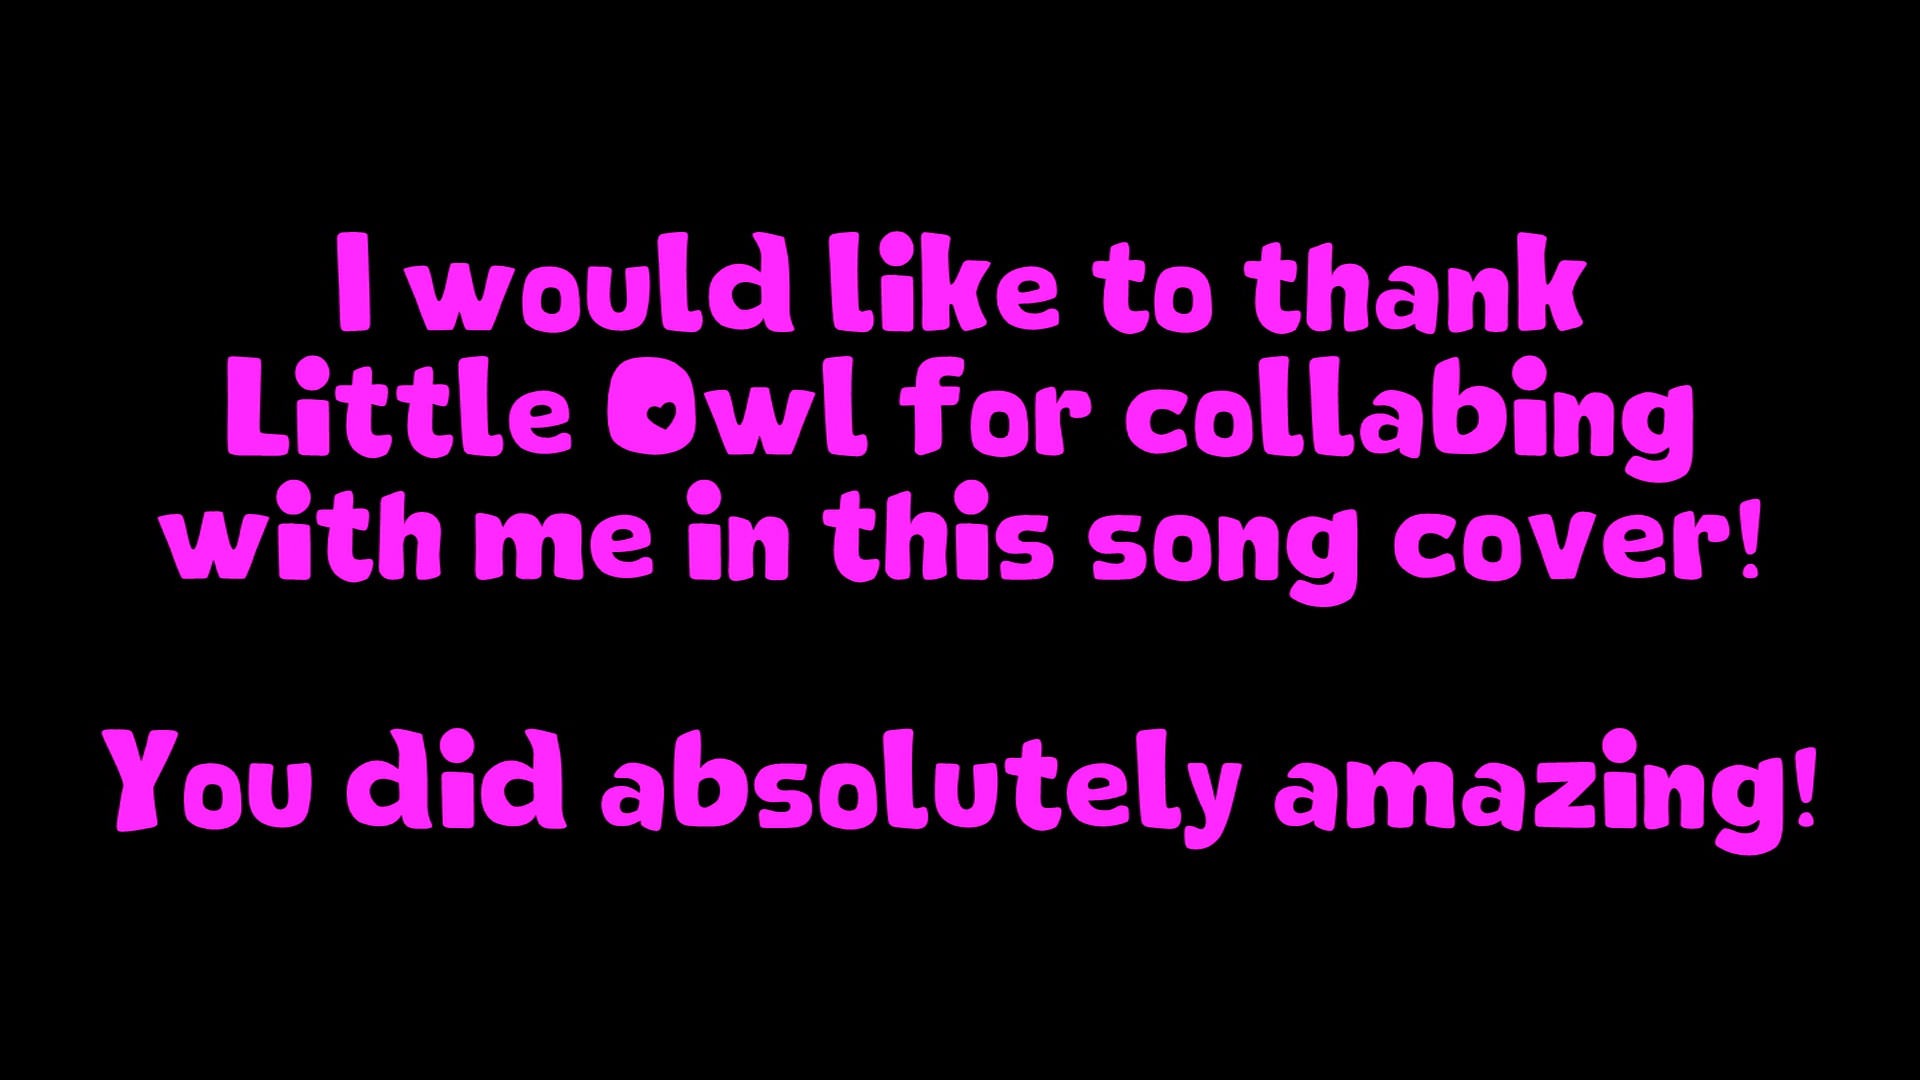 I would like to thank
Little Owl for collabing
with me in this song cover!
You did absolutely amazing!